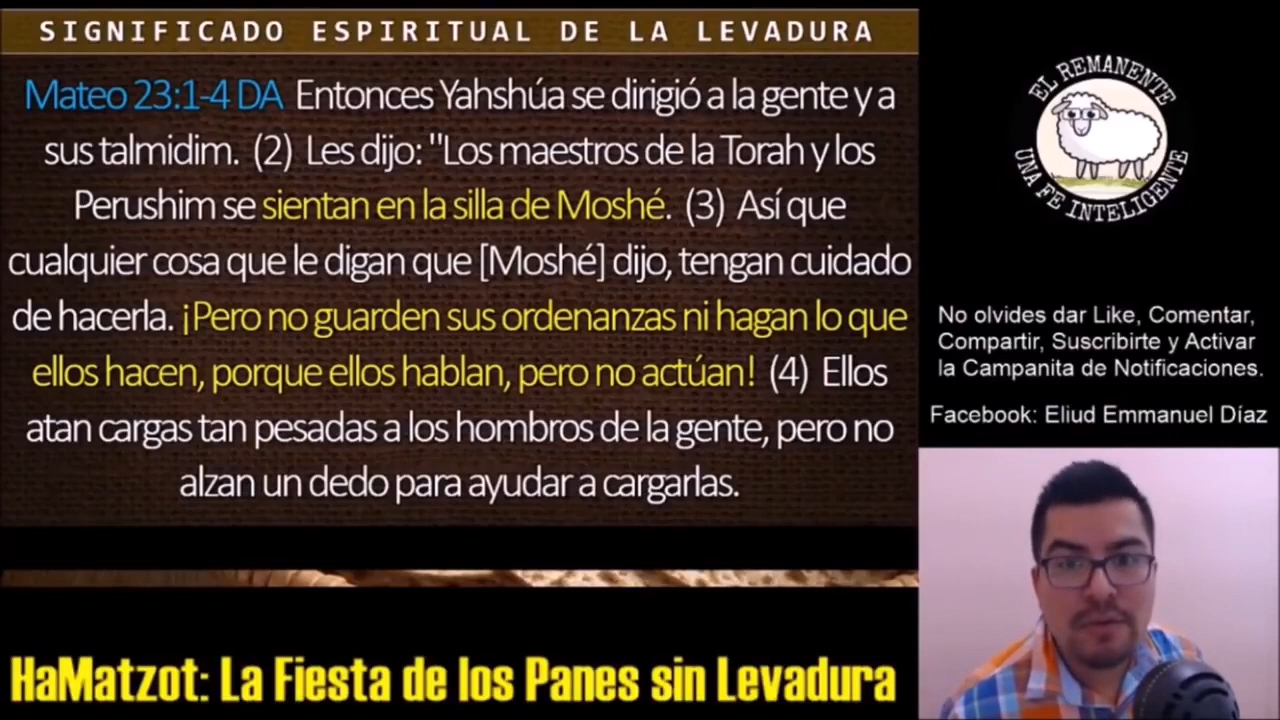 SIGNIFICADO ESPIRITUAL DE LA LEVADURA
Mateo 23:1-4 DA Entonces Yahshúa se dirigió a la gente y a
sus talmidim. (2) Les dijo: "Los maestros de la Torah y los
Perushim se sientan en la silla de Moshé. (3) Así que
cualquier cosa que le digan que [Moshé] dijo, tengan cuidado
de hacerla. ¡Pero no guarden sus ordenanzas ni hagan lo que
ellos hacen, porque ellos hablan, pero no actúan! (4) Ellos
atan cargas tan pesadas a los hombros de la gente, pero no
alzan un dedo para ayudar a cargarlas.
HaMatzot: La Fiesta de los Panes sin Levadura
EL REMANENTE
UNA FE INTELIGENTE
No olvides dar Like, Comentar,
Compartir, Suscribirte y Activar
la Campanita de Notificaciones.
Facebook: Eliud Emmanuel Díaz